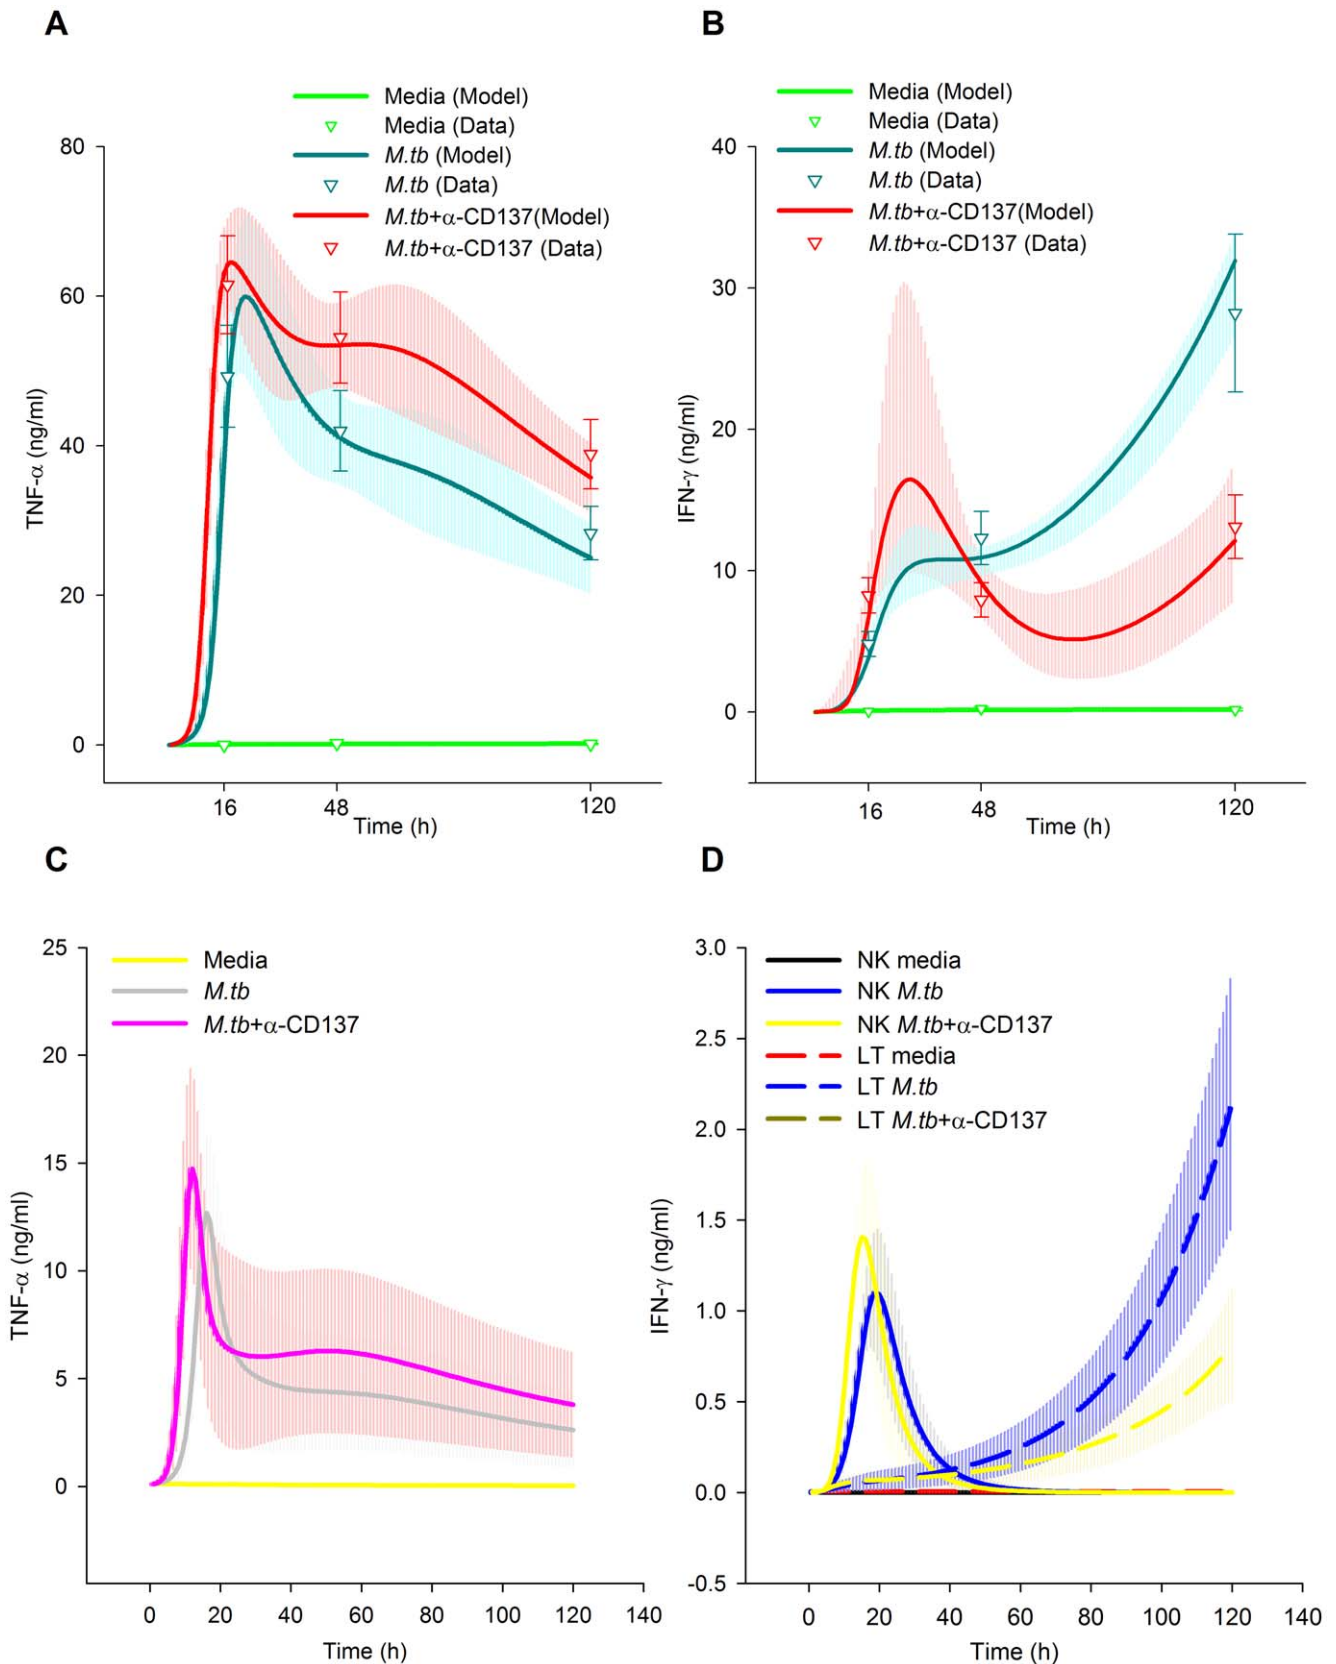 A
Media (Model)
Media (Data)
M.tb (Model)
M.tb (Data)
M.tb+α-CD137(Model)
M.tb+α-CD137 (Data)
80
60
40
20
0
TNF-α (ng/ml)
16
48
120
Time (h)
B
Media (Model)
Media (Data)
M.tb (Model)
M.tb (Data)
M.tb+α-CD137(Model)
M.tb+α-CD137 (Data)
40
30
20
10
0
IFN-γ (ng/ml)
16
48
120
Time (h)
C
Media
M.tb
M.tb+α-CD137
25
20
15
10
5
0
TNF-α (ng/ml)
0 20 40 60 80 100 120 140
Time (h)
D
NK media
NK M.tb
NK M.tb+α-CD137
LT media
LT M.tb
LT M.tb+α-CD137
3.0
2.5
2.0
1.5
1.0
0.5
0.0
-0.5
IFN-γ (ng/ml)
0 20 40 60 80 100 120 140
Time (h)